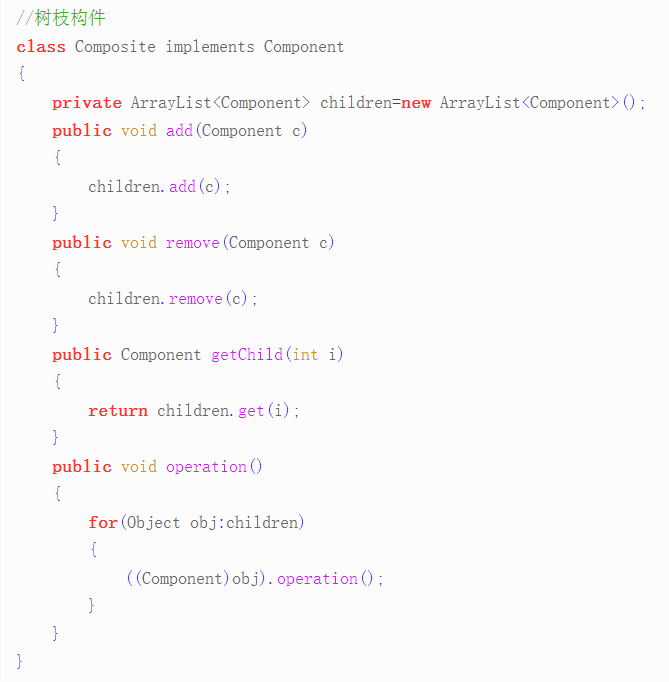 //树枝构件
class Composite implements Component
{
    private ArrayList<Component> children=new ArrayList<Component>();
    public void add(Component c)
    {
        children.add(c);
    }
    public void remove(Component c)
    {
        children.remove(c);
    }
    public Component getChild(int i)
    {
        return children.get(i);
    }
    public void operation()
    {
        for(Object obj:children)
        {
            ((Component)obj).operation();
        }
    }
}